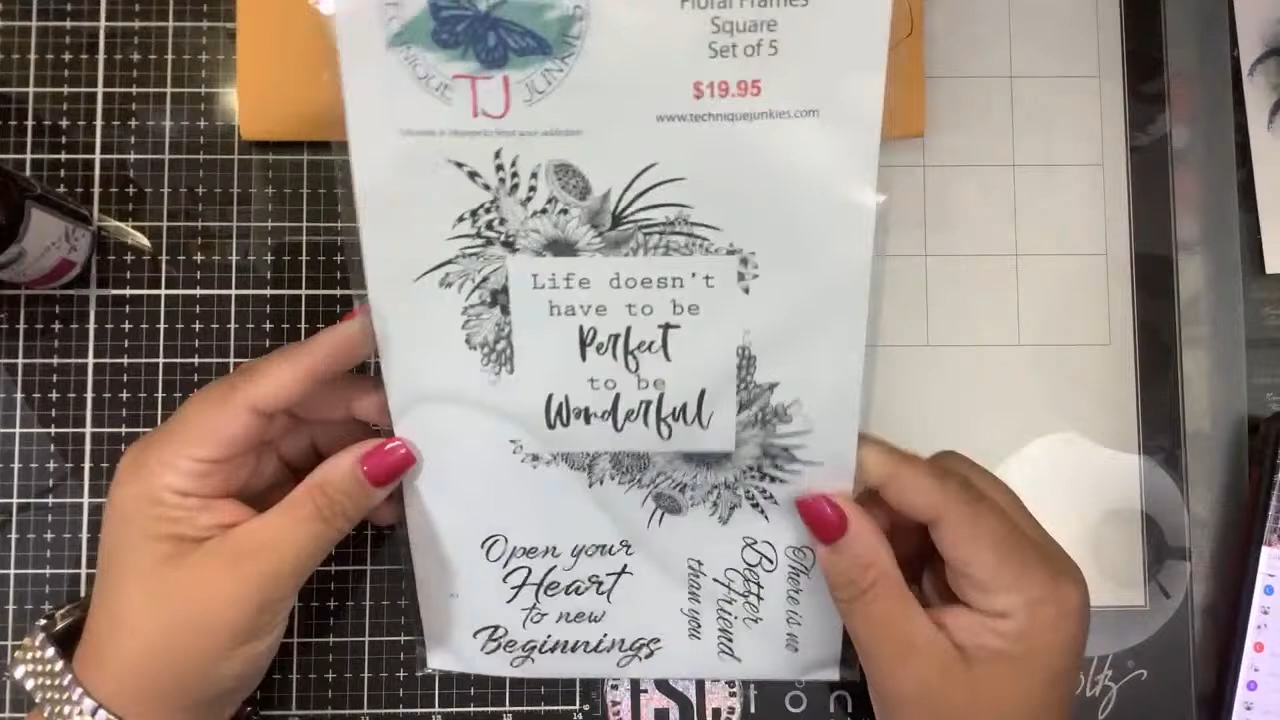 Floral Frames
Square
Set of 5
$19.95
www.techniquejunkies.com
TJ
JUNKIES
Life doesn't
have to be
Perfect
to be
Wonderful
Open your
Heart
to new
Beginnings
There is no
Better
Friend
than you